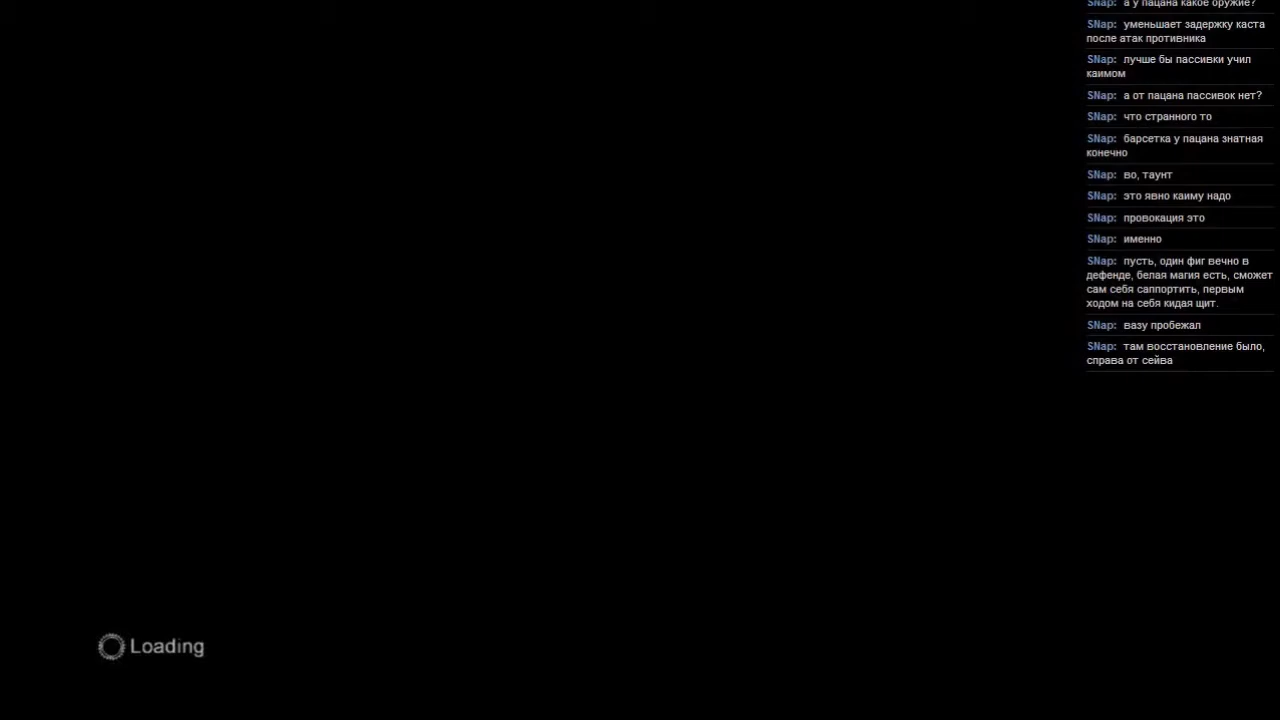 SNap: а у пацана какое оружие?
SNap: уменьшает задержку каста
после атак противника
SNap: лучше бы пассивки учил
каимом
SNap: а от пацана пассивок нет?
SNap: что странного то
SNap: барсетка у пацана знатная
конечно
SNap: во, таунт
SNap: это явно каиму надо
SNap: провокация это
SNap: именно
SNap: пусть, один фиг вечно в
дефенде, белая магия есть, сможет
сам себя саппортить, первым
ходом на себя кидая щит.
SNap: вазу пробежал
SNap: там восстановление было,
справа от сейва
Loading